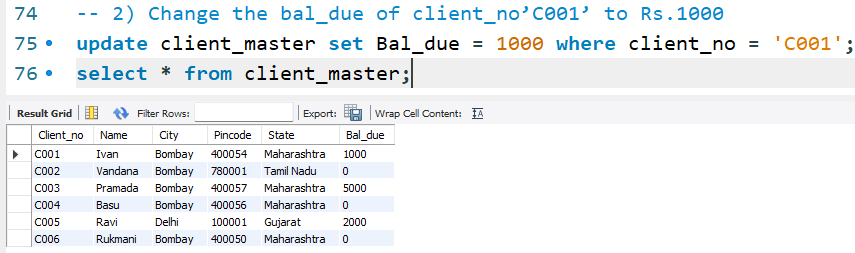 74 -- 2) Change the bal_due of client_no’C001’ to Rs.1000
75 update client_master set Bal_due = 1000 where client_no = 'C001';
76 select * from client_master;
Result Grid Filter Rows: Export: Wrap Cell Content: IA
Client_no Name City Pincode State Bal_due
C001 Ivan Bombay 400054 Maharashtra 1000
C002 Vandana Bombay 780001 Tamil Nadu 0
C003 Pramada Bombay 400057 Maharashtra 5000
C004 Basu Bombay 400056 Maharashtra 0
C005 Ravi Delhi 100001 Gujarat 2000
C006 Rukmani Bombay 400050 Maharashtra 0